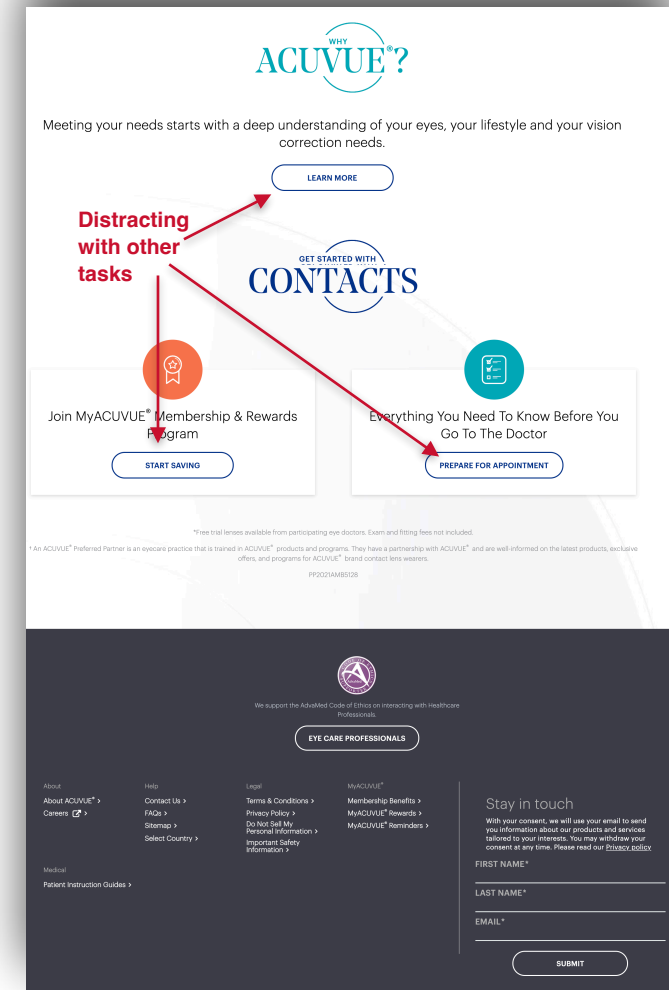 WHY
ACUVUE®?
Meeting your needs starts with a deep understanding of your eyes, your lifestyle and your vision
correction needs.
LEARN MORE
Distracting
with other
tasks
GET STARTED WITH
CONTACTS
Join MyACUVUE® Membership & Rewards
Program
START SAVING
Everything You Need To Know Before You
Go To The Doctor
PREPARE FOR APPOINTMENT
*Free trial lenses available from participating eye doctors. Exam and fitting fees not included.
† An ACUVUE® Preferred Partner is an eyecare practice that is trained in ACUVUE® products and programs. They have a partnership with ACUVUE® and are well-informed on the latest products, exclusive
offers, and programs for ACUVUE® brand contact lens wearers.
PP2021AMB5128
We support the AdvaMed Code of Ethics on interacting with Healthcare
Professionals.
EYE CARE PROFESSIONALS
About
About ACUVUE® >
Careers >
Help
Contact Us >
FAQs >
Sitemap >
Select Country >
Legal
Terms & Conditions >
Privacy Policy >
Do Not Sell My
Personal Information >
Important Safety
Information >
MyACUVUE®
Membership Benefits >
MyACUVUE® Rewards >
MyACUVUE® Reminders >
Medical
Patient Instruction Guides >
Stay in touch
With your consent, we will use your email to send
you information about our products and services
tailored to your interests. You may withdraw your
consent at any time. Please read our Privacy policy
FIRST NAME*
LAST NAME*
EMAIL*
SUBMIT